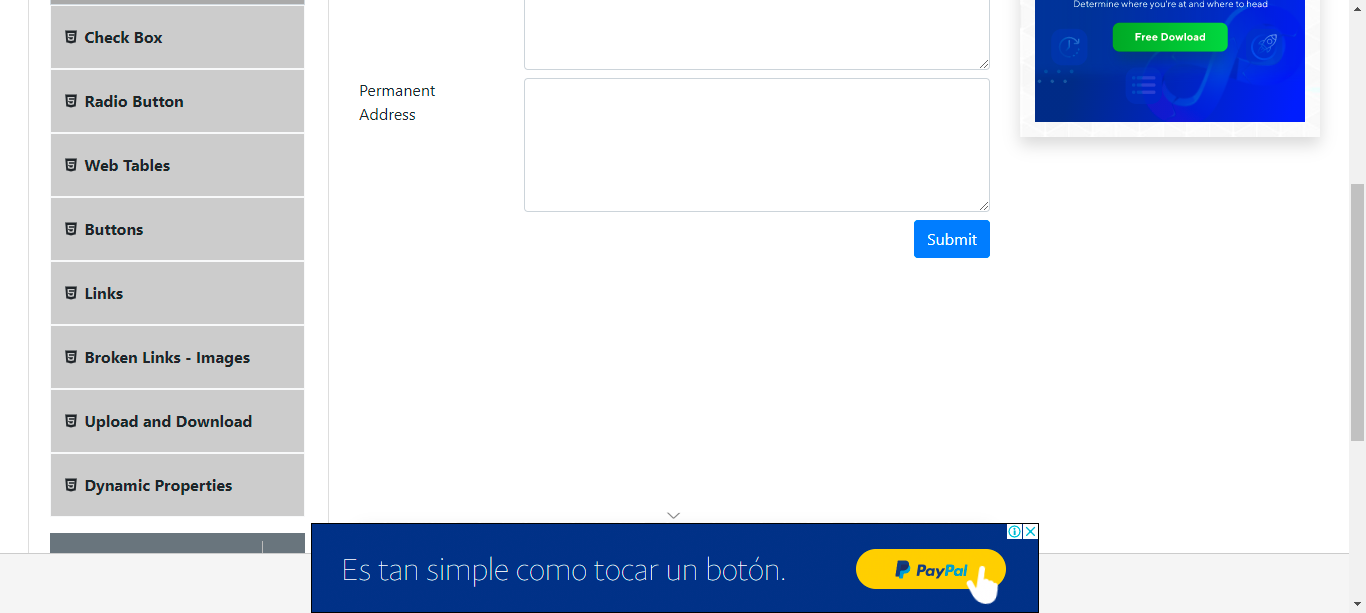 Check Box
Radio Button
Web Tables
Buttons
Links
Broken Links - Images
Upload and Download
Dynamic Properties
Permanent
Address
Submit
Determine where you're at and where to head
Free Dowload
Es tan simple como tocar un botón.
PayPal